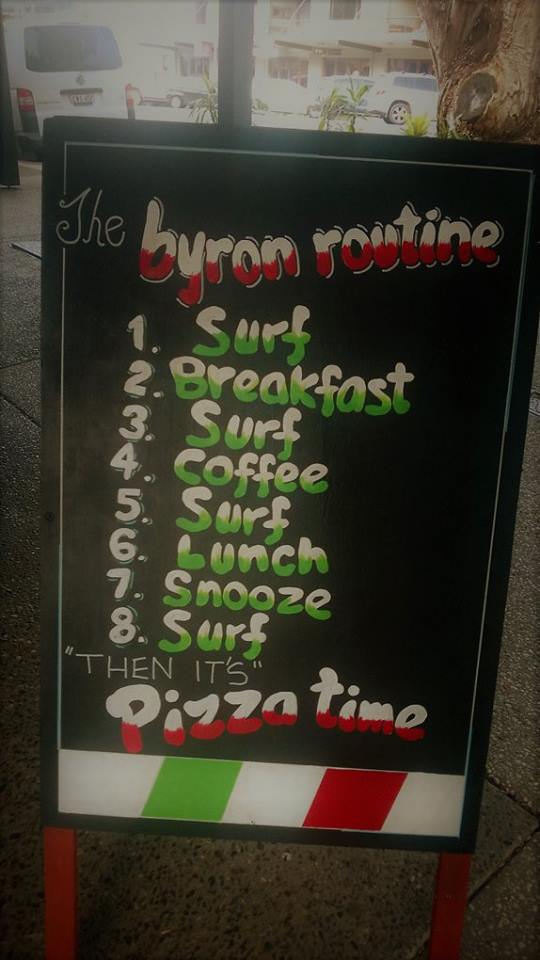 The byron routine
1. Surf
2. Breakfast
3. Surf
4. Coffee
5. Surf
6. Lunch
7. Snooze
8. Surf
"THEN IT'S"
Pizza time